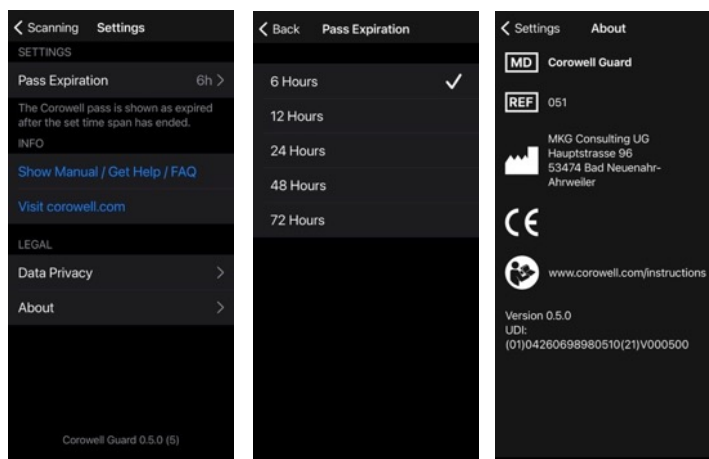 Scanning Settings
SETTINGS
Pass Expiration 6h
The Corowell pass is shown as expired
after the set time span has ended.
INFO
Show Manual / Get Help / FAQ
Visit corowell.com
LEGAL
Data Privacy
About
Corowell Guard 0.5.0 (5)
Back Pass Expiration
6 Hours
12 Hours
24 Hours
48 Hours
72 Hours
Settings About
MD Corowell Guard
REF 051
MKG Consulting UG
Hauptstrasse 96
53474 Bad Neuenahr-
Ahrweiler
CE
www.corowell.com/instructions
Version 0.5.0
UDI:
(01)04260698980510(21)V000500